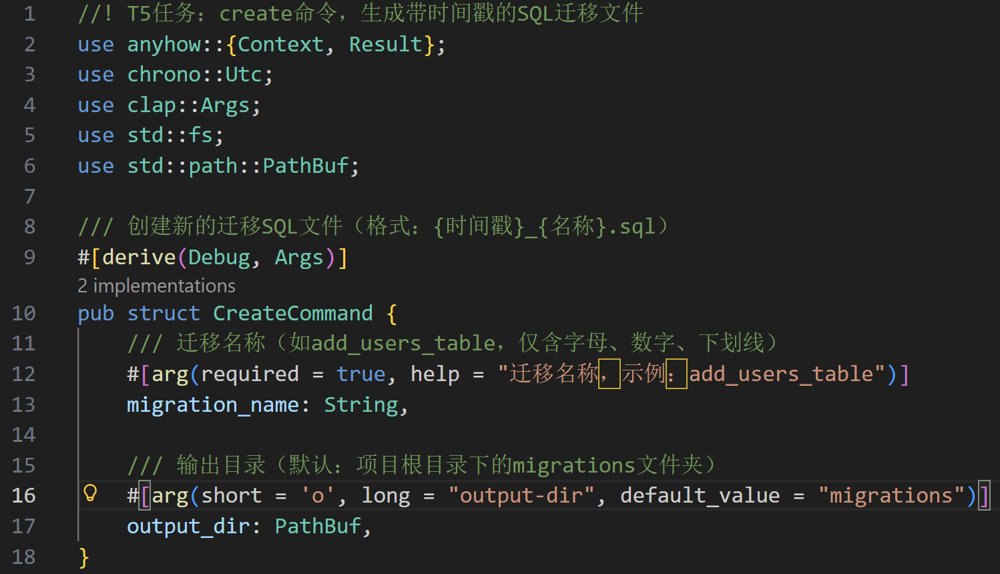 1 //! T5任务：create命令，生成带时间戳的SQL迁移文件
2 use anyhow::{Context, Result};
3 use chrono::Utc;
4 use clap::Args;
5 use std::fs;
6 use std::path::PathBuf;
7
8 /// 创建新的迁移SQL文件（格式：{时间戳}_{名称}.sql）
9 #[derive(Debug, Args)]
2 implementations
10 pub struct CreateCommand {
11 /// 迁移名称（如add_users_table，仅含字母、数字、下划线）
12 #[arg(required = true, help = "迁移名称，示例：add_users_table")]
13 migration_name: String,
14
15 /// 输出目录（默认：项目根目录下的migrations文件夹）
16 #[arg(short = 'o', long = "output-dir", default_value = "migrations")]
17 output_dir: PathBuf,
18 }